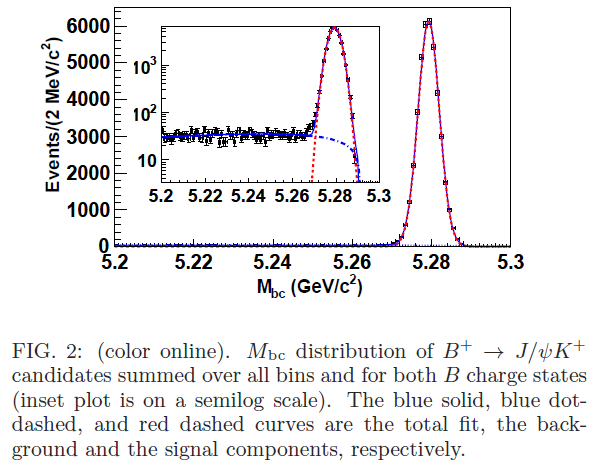 Events/(2 MeV/c²)
6000
5000
4000
3000
2000
1000
0
10³
10²
10
5.2 5.22 5.24 5.26 5.28 5.3
5.2 5.22 5.24 5.26 5.28 5.3
M_bc (GeV/c²)
FIG. 2: (color online). M_bc distribution of B⁺ → J/ψK⁺
candidates summed over all bins and for both B charge states
(inset plot is on a semilog scale). The blue solid, blue dot-
dashed, and red dashed curves are the total fit, the back-
ground and the signal components, respectively.